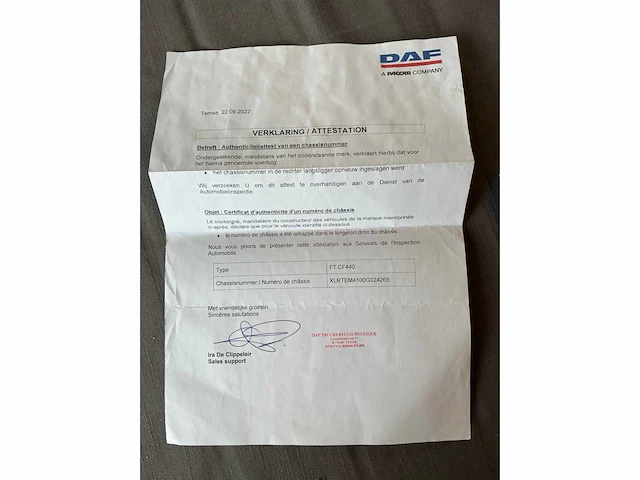 DAF
A PACCAR COMPANY
Temse, 22.09.2022
VERKLARING / ATTESTATION
Betreft : Authenticiteitattest van een chassisnummer
Ondergetekende, mandataris van het onderstaande merk, verklaart hierbij dat voor
het hierna genoemde voertuig:
• het chassisnummer in de rechter langsligger opnieuw ingeslagen werd
Wij verzoeken U om dit attest te overhandigen aan de Dienst van de
Automobielinspectie.
Objet : Certificat d'authenticité d'un numéro de châssis
Le soussigné, mandataire du constructeur des véhicules de la marque mentionnée
ci-après, déclare que pour le véhicule identifié ci-dessous
• le numéro de châssis a été refrappé dans le longeron droit du châssis.
Nous vous prions de présenter cette attestation aux Services de l'Inspection
Automobile.
Type FT CF440
Chassisnummer / Numéro de châssis XLRTEM4100G024265
Met vriendelijke groeten
Sincères salutations
DAF TRUCKS BELUX/BELGIQUE
Ira De Clippeleir
Sales support